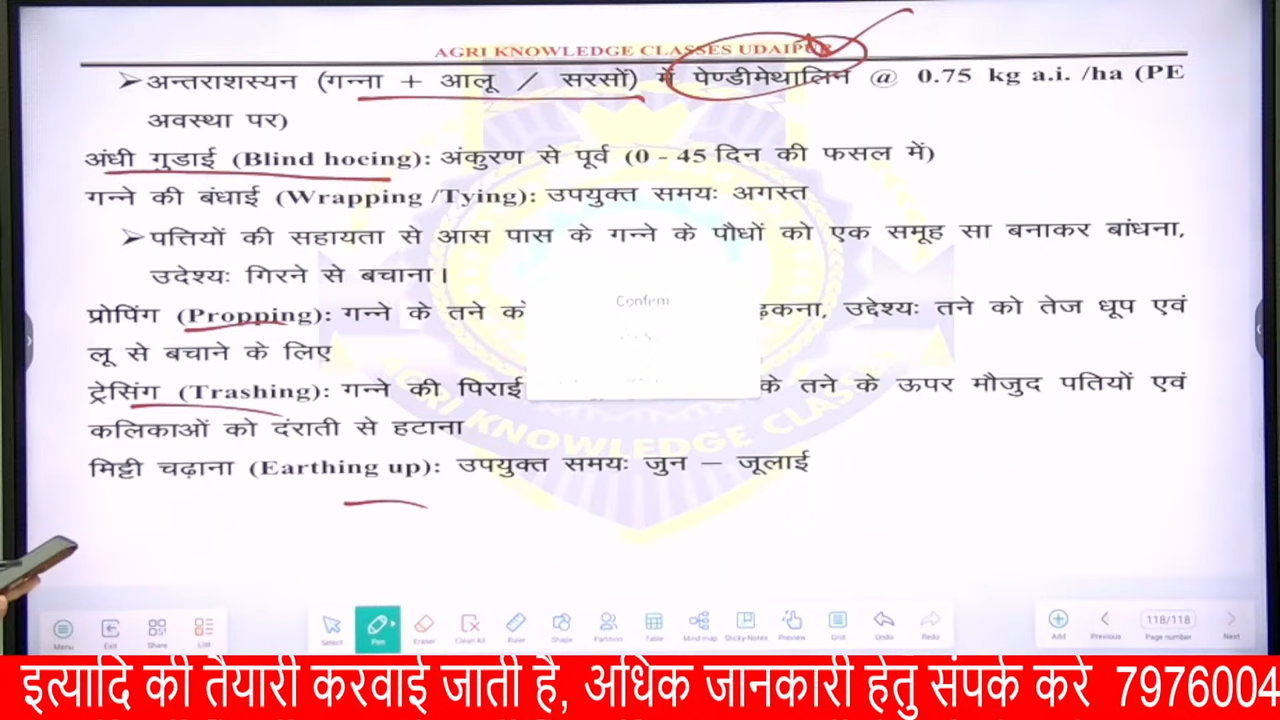 AGRI KNOWLEDGE CLASSES UDAIPUR
➢अन्तराशस्यन (गन्ना + आलू / सरसों) में पेण्डीमेथालिन @ 0.75 kg a.i. /ha (PE
अवस्था पर)
अंधी गुडाई (Blind hoeing): अंकुरण से पूर्व (0 - 45 दिन की फसल में)
गन्ने की बंधाई (Wrapping /Tying): उपयुक्त समयः अगस्त
➢पत्तियों की सहायता से आस पास के गन्ने के पौधों को एक समूह सा बनाकर बांधना,
उदेश्यः गिरने से बचाना।
प्रोपिंग (Propping): गन्ने के तने को ढ़कना, उद्देश्यः तने को तेज धूप एवं
लू से बचाने के लिए
Confirm
ट्रेसिंग (Trashing): गन्ने की पिराई के तने के ऊपर मौजुद पतियों एवं
कलिकाओं को दंराती से हटाना
मिट्टी चढ़ाना (Earthing up): उपयुक्त समयः जुन – जूलाई
AGRI KNOWLEDGE CLASSES
Menu Exit Share List Select Pen Eraser Clean All Ruler Shape Partition Table Mind map Sticky Notes Preview Grid Undo Redo Add Previous 118/118 Page number Next
इत्यादि की तैयारी करवाई जाती है, अधिक जानकारी हेतु संपर्क करे 7976004